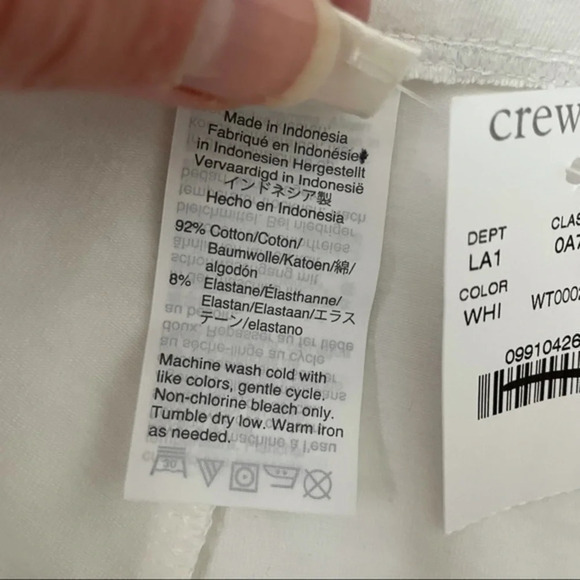 Made in Indonesia
Fabriqué en Indonésie
in Indonesien Hergestellt
Vervaardigd in Indonesië
インドネシア製
Hecho en Indonesia
92% Cotton/Coton/
Baumwolle/Katoen/綿/
algodón
8% Elastane/Élasthanne/
Elastan/Elastaan/エラス
テーン/elastano
Machine wash cold with
like colors, gentle cycle.
Non-chlorine bleach only.
Tumble dry low. Warm iron
as needed.
30
crew
DEPT
LA1
CLAS
0A7
COLOR
WHI
WT000
09910426